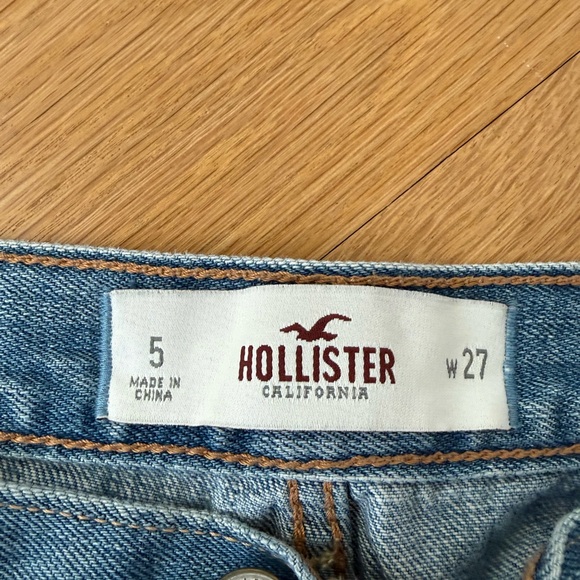 5
MADE IN
CHINA
HOLLISTER
CALIFORNIA
W 27